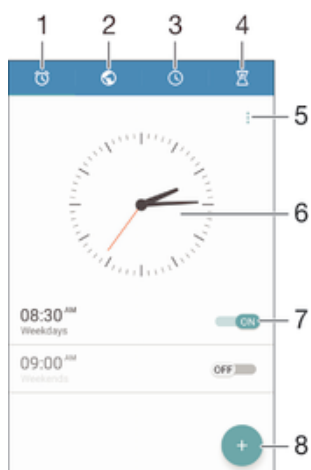 1 2 3 4
5
6
08:30 AM
Weekdays
ON
7
09:00 AM
Weekends
OFF
8